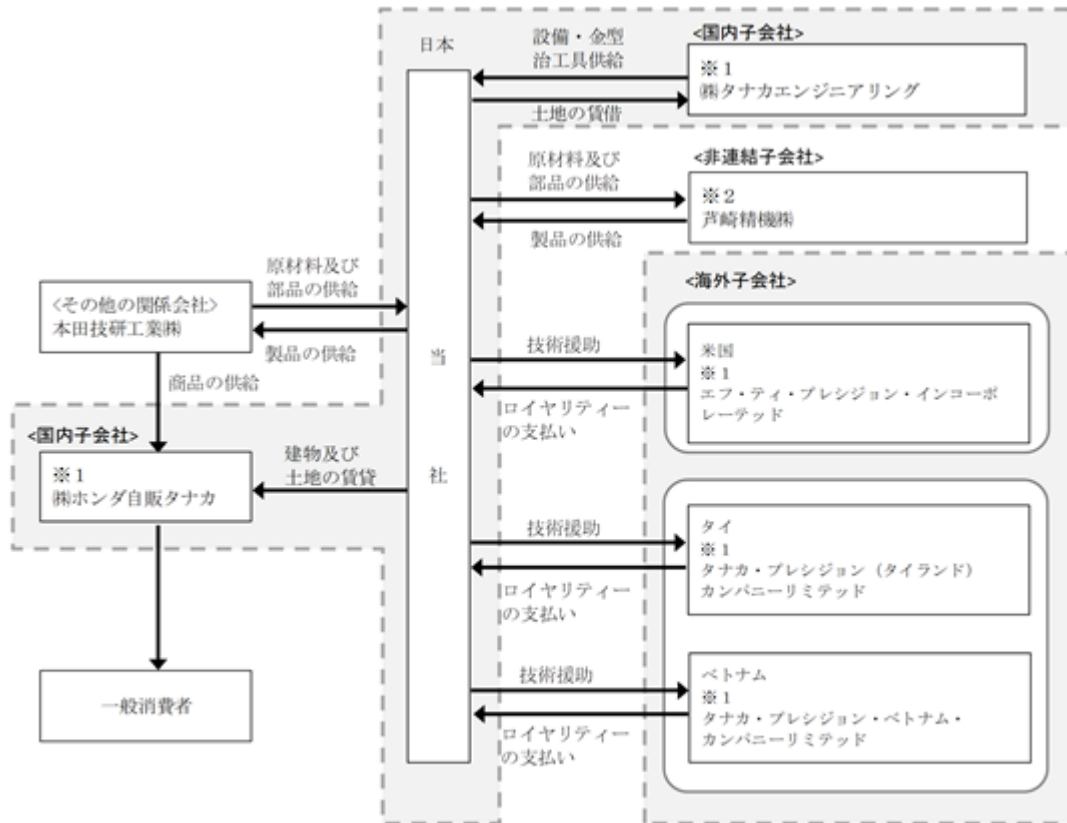 日本
設備・金型
治工具供給
土地の賃借
<国内子会社>
※1
㈱タナカエンジニアリング
<非連結子会社>
原材料及び
部品の供給
製品の供給
※2
芦崎精機㈱
<その他の関係会社>
本田技研工業㈱
原材料及び
部品の供給
製品の供給
商品の供給
<国内子会社>
※1
㈱ホンダ自販タナカ
建物及び
土地の賃貸
一般消費者
当
社
<海外子会社>
技術援助
ロイヤリティー
の支払い
米国
※1
エフ・ティ・プレシジョン・インコーポ
レーテッド
技術援助
ロイヤリティー
の支払い
タイ
※1
タナカ・プレシジョン（タイランド）
カンパニーリミテッド
技術援助
ロイヤリティー
の支払い
ベトナム
※1
タナカ・プレシジョン・ベトナム・
カンパニーリミテッド